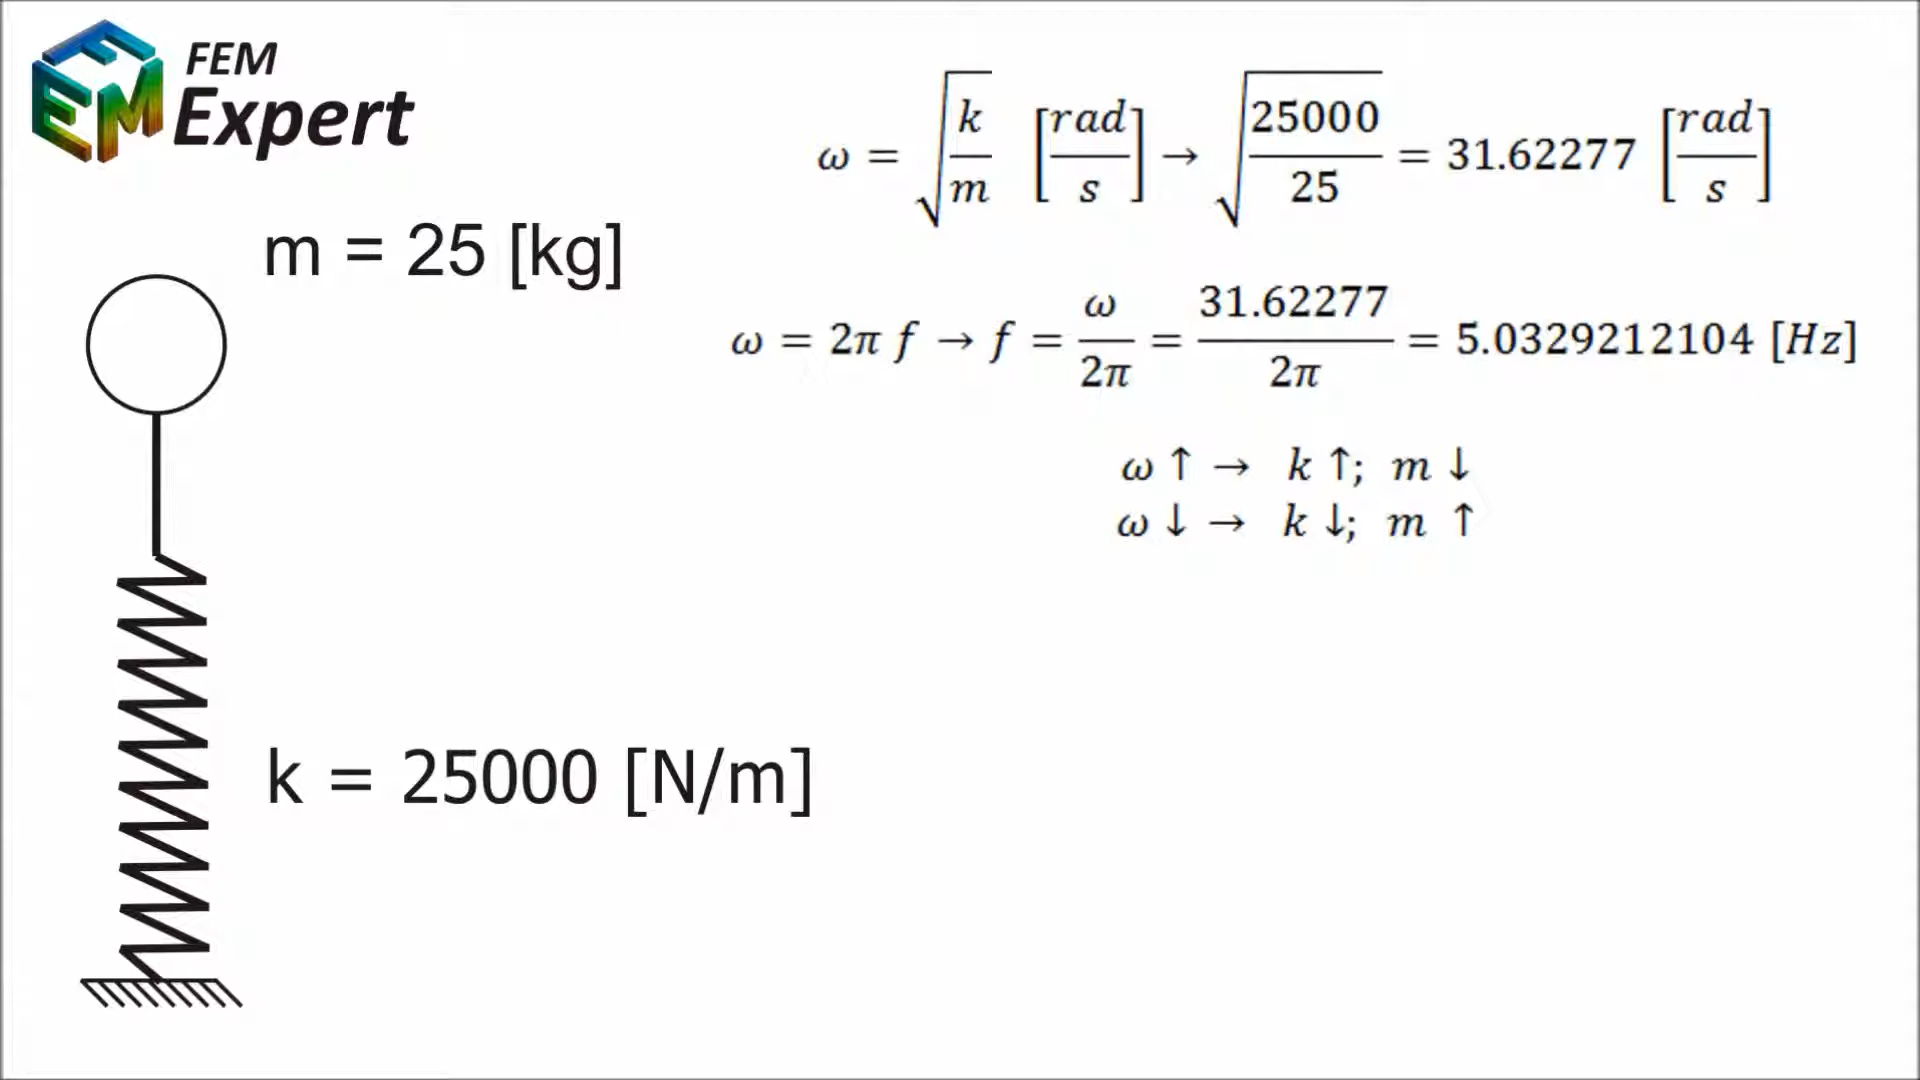 FEM
Expert
ω = √(k/m) [rad/s] → √(25000/25) = 31.62277 [rad/s]
m = 25 [kg]
ω = 2π f → f = ω/2π = 31.62277/2π = 5.0329212104 [Hz]
ω ↑ → k ↑; m ↓
ω ↓ → k ↓; m ↑
k = 25000 [N/m]